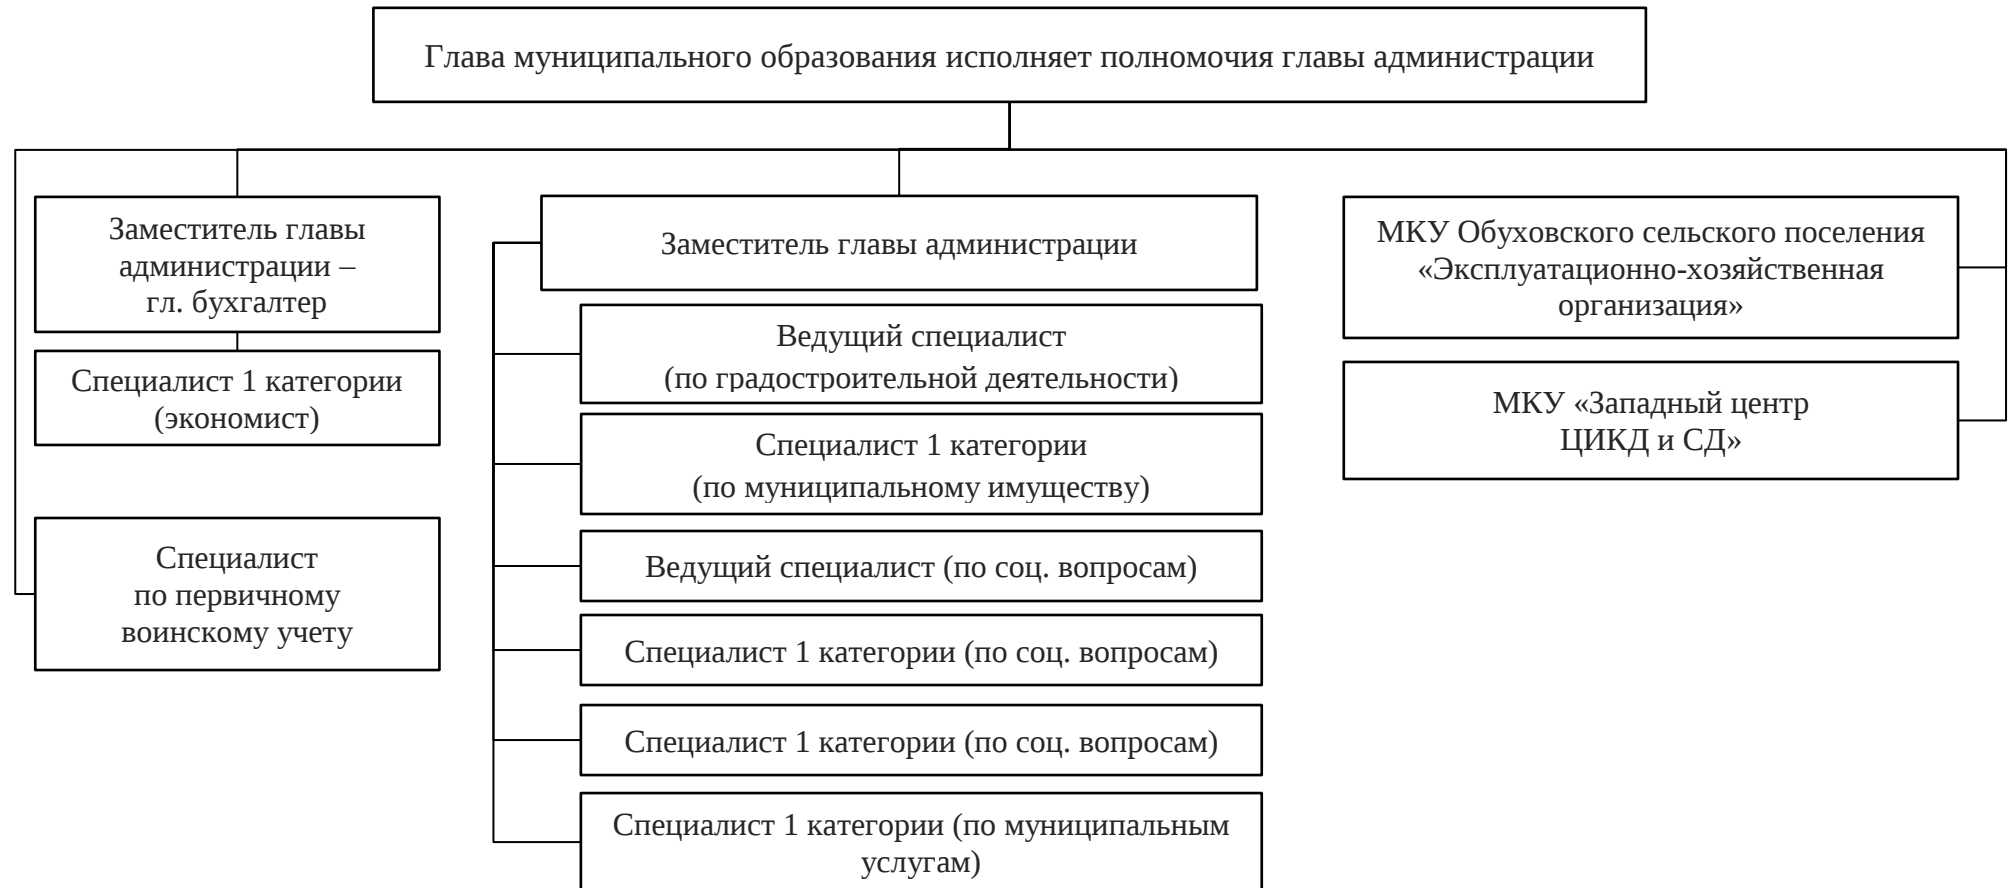 Глава муниципального образования исполняет полномочия главы администрации
Заместитель главы
администрации –
гл. бухгалтер
Специалист 1 категории
(экономист)
Специалист
по первичному
воинскому учету
Заместитель главы администрации
Ведущий специалист
(по градостроительной деятельности)
Специалист 1 категории
(по муниципальному имуществу)
Ведущий специалист (по соц. вопросам)
Специалист 1 категории (по соц. вопросам)
Специалист 1 категории (по соц. вопросам)
Специалист 1 категории (по муниципальным
услугам)
МКУ Обуховского сельского поселения
«Эксплуатационно-хозяйственная
организация»
МКУ «Западный центр
ЦИКД и СД»